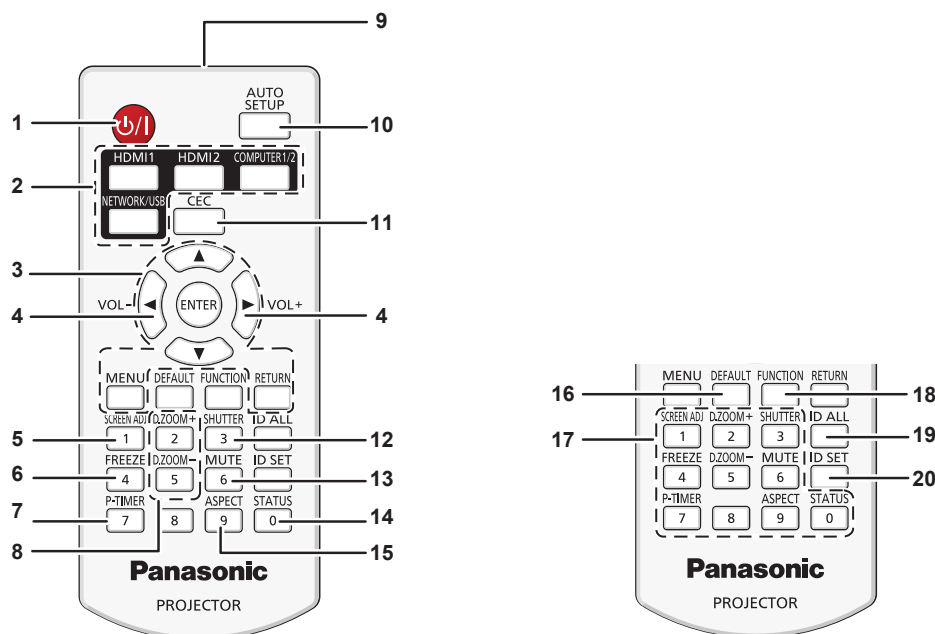 9
AUTO
SETUP
1
10
HDMI1 HDMI2 COMPUTER1/2
2
NETWORK/USB CEC
11
3
VOL- ENTER VOL+
4 4
MENU DEFAULT FUNCTION RETURN
SCREEN ADJ D.ZOOM+ SHUTTER ID ALL
5 1 2 3 12
FREEZE D.ZOOM- MUTE ID SET
6 4 5 6 13
P-TIMER ASPECT STATUS
7 7 8 9 0 14
8 15
Panasonic
PROJECTOR
MENU DEFAULT FUNCTION RETURN
16 18
SCREEN ADJ D.ZOOM+ SHUTTER ID ALL
17 1 2 3 19
FREEZE D.ZOOM- MUTE ID SET
4 5 6 20
P-TIMER ASPECT STATUS
7 8 9 0
Panasonic
PROJECTOR